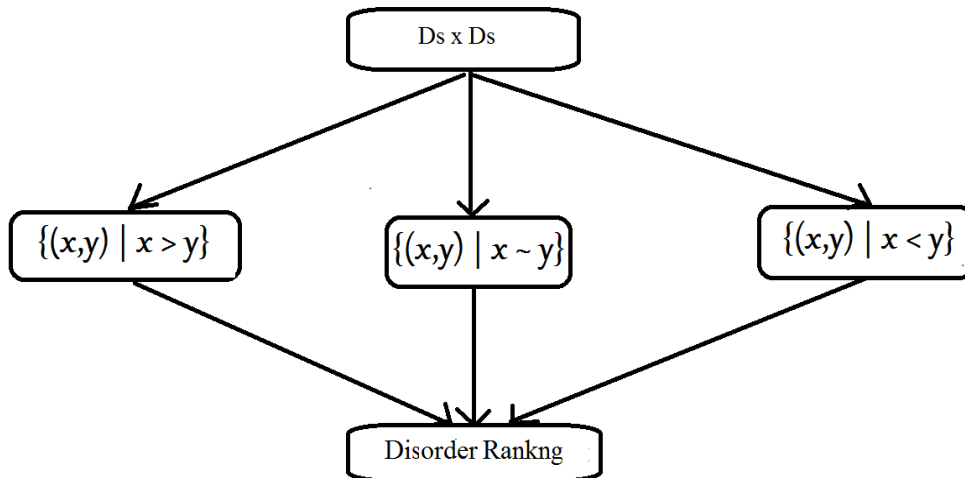 Ds x Ds
{(x,y) | x > y}
{(x,y) | x ~ y}
{(x,y) | x < y}
Disorder Rankng